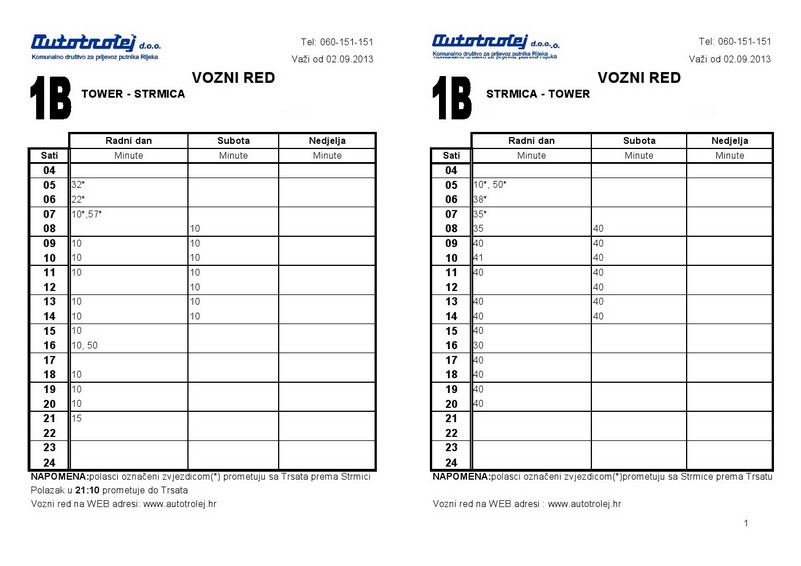 Autotrolej d.o.o.
Komunalno društvo za prijevoz putnika Rijeka
Tel: 060-151-151
Važi od 02.09.2013
VOZNI RED
1B TOWER - STRMICA
Radni dan Subota Nedjelja
Sati Minute Minute Minute
04
05 32*
06 22*
07 10*,57*
08 10
09 10 10
10 10 10
11 10 10
12 10
13 10 10
14 10 10
15 10
16 10, 50
17
18 10
19 10
20 10
21 15
22
23
24
NAPOMENA:polasci označeni zvjezdicom(*) prometuju sa Trsata prema Strmici
Polazak u 21:10 prometuje do Trsata
Vozni red na WEB adresi: www.autotrolej.hr
Autotrolej d.o.o.
Komunalno društvo za prijevoz putnika Rijeka
Tel: 060-151-151
Važi od 02.09.2013
VOZNI RED
1B STRMICA - TOWER
Radni dan Subota Nedjelja
Sati Minute Minute Minute
04
05 10*, 50*
06 38*
07 35*
08 35 40
09 40 40
10 41 40
11 40 40
12 40
13 40 40
14 40 40
15 40
16 30
17 40
18 40
19 40
20 40
21
22
23
24
NAPOMENA:polasci označeni zvjezdicom(*)prometuju sa Strmice prema Trsatu
Vozni red na WEB adresi : www.autotrolej.hr
1